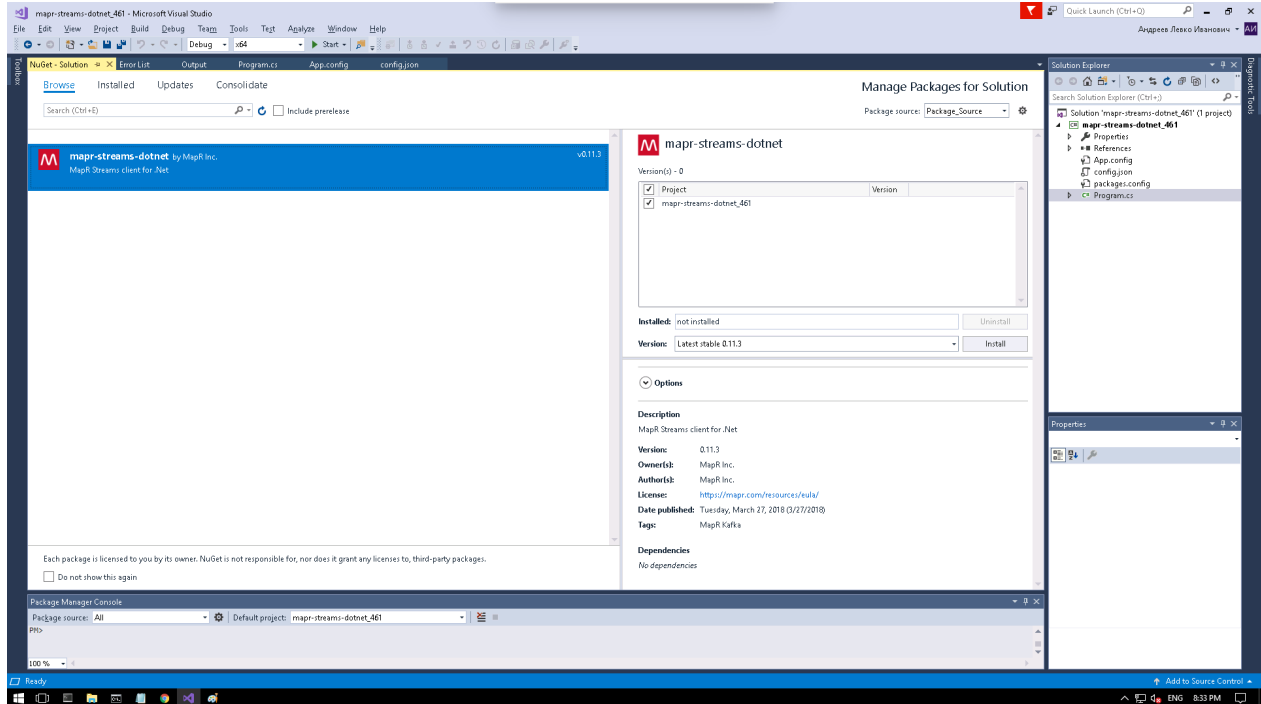 mapr-streams-dotnet_461 - Microsoft Visual Studio
Quick Launch (Ctrl+Q)
File Edit View Project Build Debug Team Tools Test Analyze Window Help
Андреев Левко Иванович
АИ
Debug x64 Start
Toolbox
NuGet - Solution Error List Output Program.cs App.config config.json
Browse Installed Updates Consolidate
Manage Packages for Solution
Search (Ctrl+E)
Include prerelease
Package source: Package_Source
mapr-streams-dotnet by MapR Inc.
v0.11.3
MapR Streams client for .Net
mapr-streams-dotnet
Version(s) - 0
Project Version
mapr-streams-dotnet_461
Installed: not installed
Uninstall
Version: Latest stable 0.11.3
Install
Options
Description
MapR Streams client for .Net
Version: 0.11.3
Owner(s): MapR Inc.
Author(s): MapR Inc.
License: https://mapr.com/resources/eula/
Date published: Tuesday, March 27, 2018 (3/27/2018)
Tags: MapR Kafka
Dependencies
No dependencies
Each package is licensed to you by its owner. NuGet is not responsible for, nor does it grant any licenses to, third-party packages.
Do not show this again
Solution Explorer
Search Solution Explorer (Ctrl+;)
Solution 'mapr-streams-dotnet_461' (1 project)
mapr-streams-dotnet_461
Properties
References
App.config
config.json
packages.config
Program.cs
Diagnostic Tools
Properties
Package Manager Console
Package source: All
Default project: mapr-streams-dotnet_461
PM>
100 %
Ready
Add to Source Control
ENG 8:33 PM